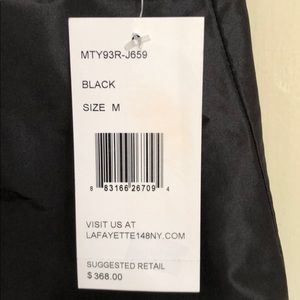 MTY93R-J659
BLACK
SIZE M
8 83166 26709 4
VISIT US AT
LAFAYETTE148NY.COM
SUGGESTED RETAIL
$368.00